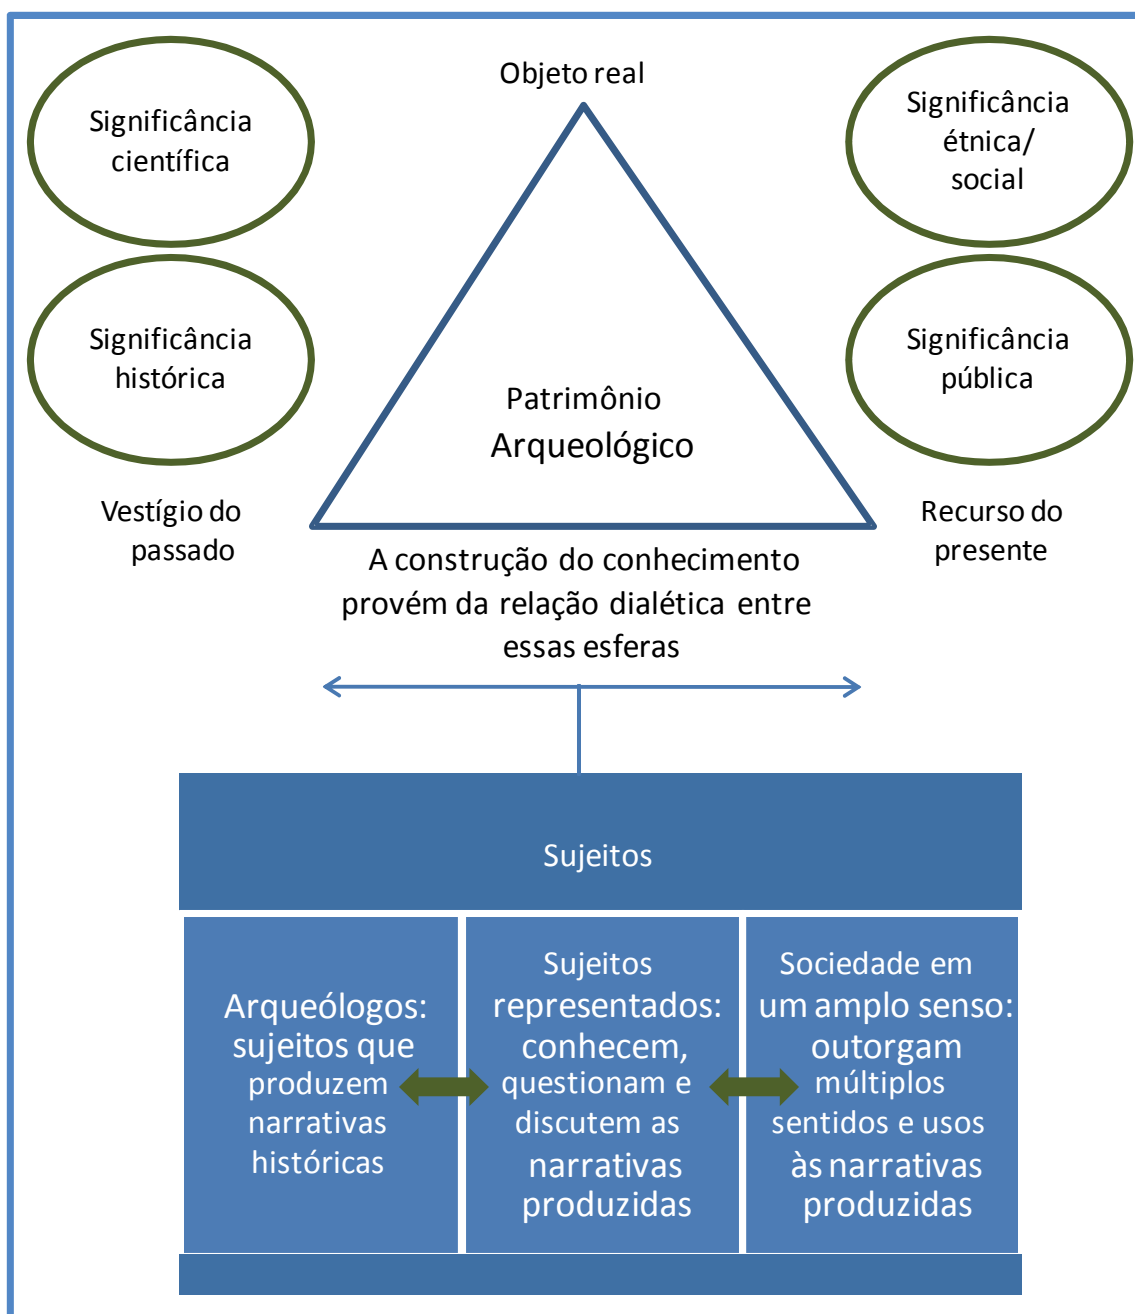 Objeto real
Significância
científica
Significância
étnica/
social
Significância
histórica
Significância
pública
Patrimônio
Arqueológico
Vestígio do
passado
Recurso do
presente
A construção do conhecimento
provém da relação dialética entre
essas esferas
Sujeitos
Arqueólogos:
sujeitos que
produzem
narrativas
históricas
Sujeitos
representados:
conhecem,
questionam e
discutem as
narrativas
produzidas
Sociedade em
um amplo senso:
outorgam
múltiplos
sentidos e usos
às narrativas
produzidas